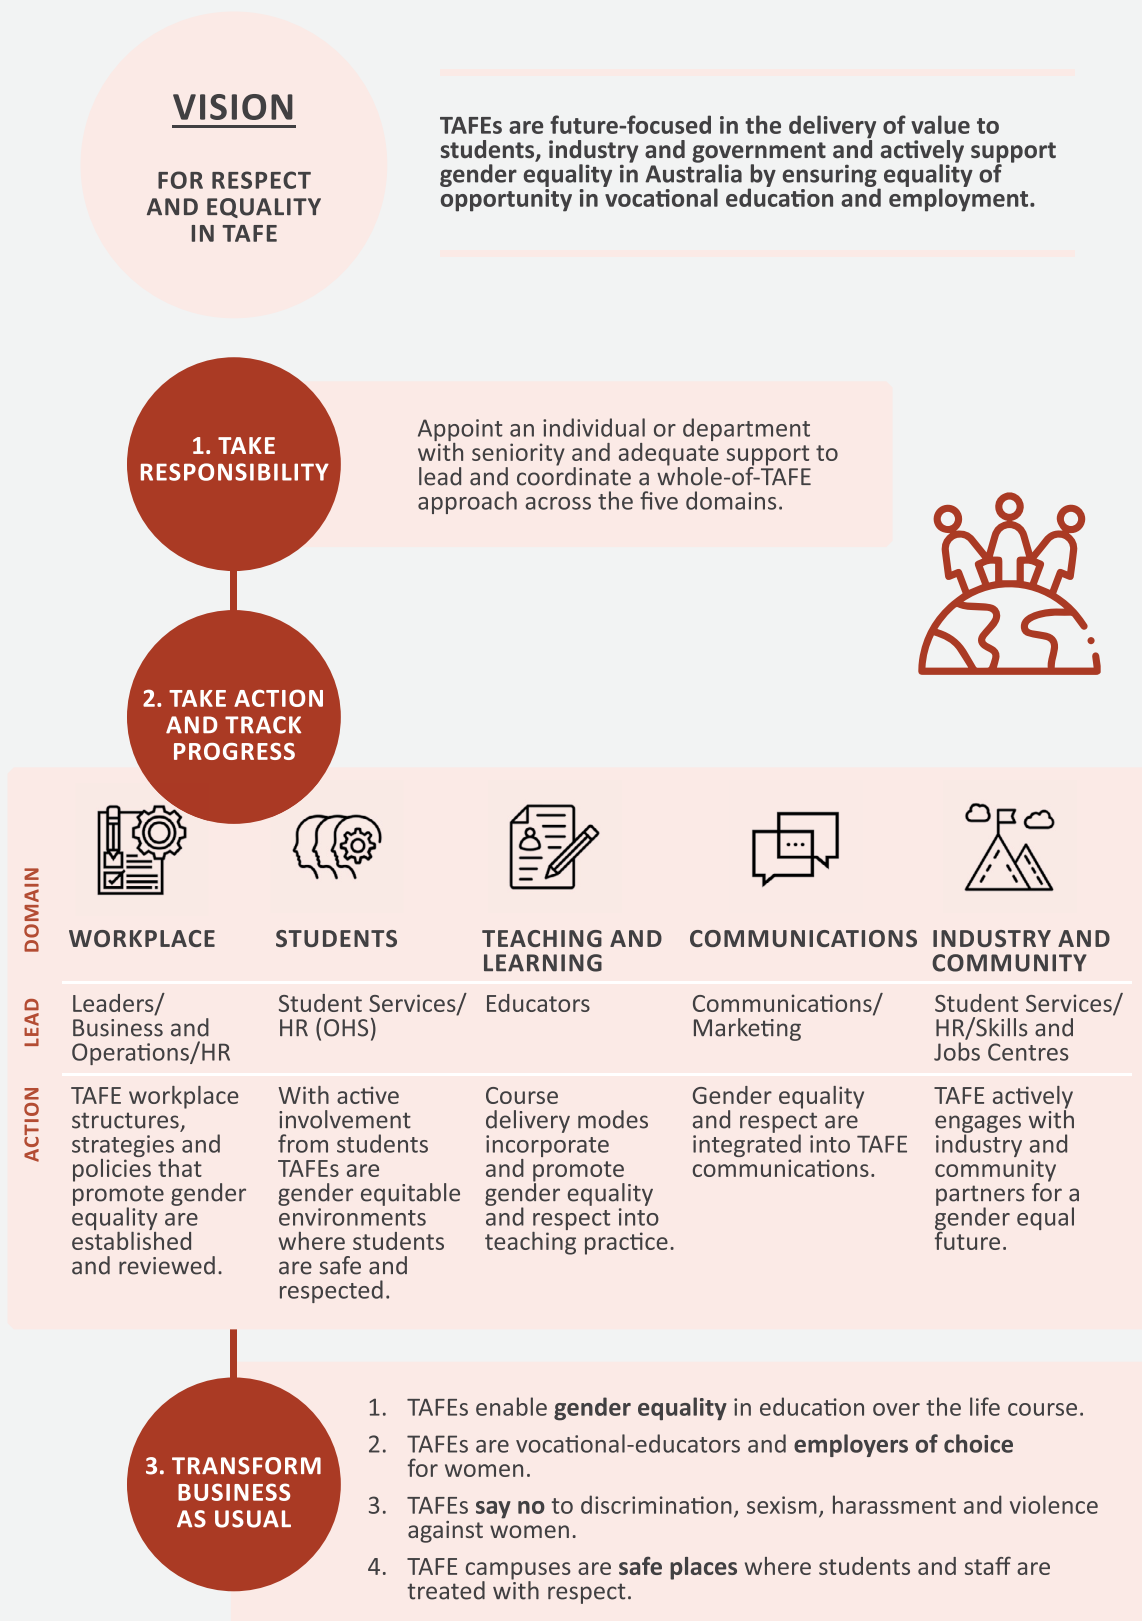 VISION
FOR RESPECT
AND EQUALITY
IN TAFE
TAFEs are future-focused in the delivery of value to
students, industry and government and actively support
gender equality in Australia by ensuring equality of
opportunity in vocational education and employment.
1. TAKE
RESPONSIBILITY
Appoint an individual or department
with seniority and adequate support to
lead and coordinate a whole-of-TAFE
approach across the five domains.
2. TAKE ACTION
AND TRACK
PROGRESS
DOMAIN
WORKPLACE
STUDENTS
TEACHING AND
LEARNING
COMMUNICATIONS
INDUSTRY AND
COMMUNITY
LEAD
Leaders/
Business and
Operations/HR
Student Services/
HR (OHS)
Educators
Communications/
Marketing
Student Services/
HR/Skills and
Jobs Centres
ACTION
TAFE workplace
structures,
strategies and
policies that
promote gender
equality are
established
and reviewed.
With active
involvement
from students
TAFEs are
gender equitable
environments
where students
are safe and
respected.
Course
delivery modes
incorporate
and promote
gender equality
and respect into
teaching practice.
Gender equality
and respect are
integrated into TAFE
communications.
TAFE actively
engages with
industry and
community
partners for a
gender equal
future.
3. TRANSFORM
BUSINESS
AS USUAL
1. TAFEs enable gender equality in education over the life course.
2. TAFEs are vocational-educators and employers of choice
for women.
3. TAFEs say no to discrimination, sexism, harassment and violence
against women.
4. TAFE campuses are safe places where students and staff are
treated with respect.